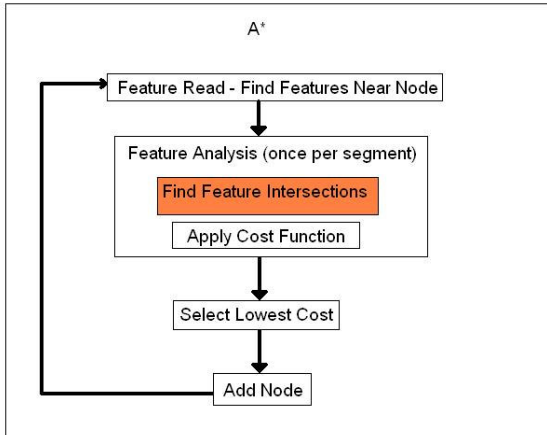 A*
Feature Read - Find Features Near Node
Feature Analysis (once per segment)
Find Feature Intersections
Apply Cost Function
Select Lowest Cost
Add Node